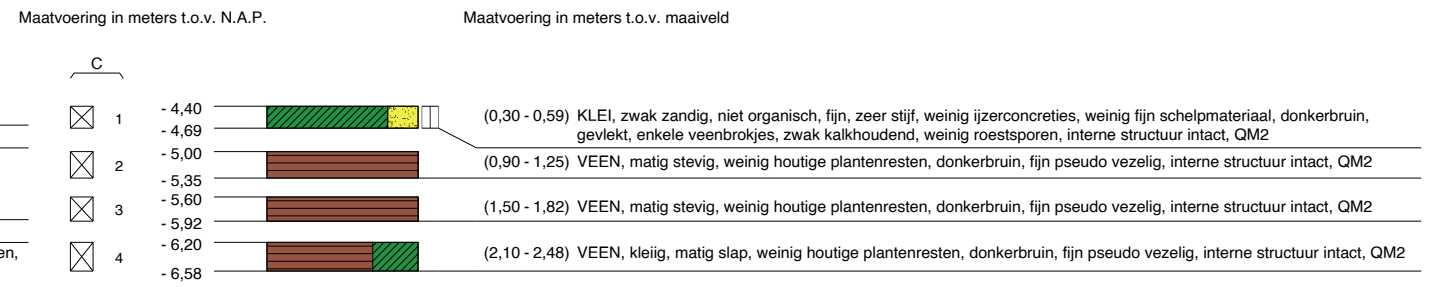 Maatvoering in meters t.o.v. N.A.P.
Maatvoering in meters t.o.v. maaiveld
C
1
- 4,40
- 4,69
(0,30 - 0,59) KLEI, zwak zandig, niet organisch, fijn, zeer stijf, weinig ijzerconcreties, weinig fijn schelpmateriaal, donkerbruin,
gevlekt, enkele veenbrokjes, zwak kalkhoudend, weinig roestsporen, interne structuur intact, QM2
2
- 5,00
- 5,35
(0,90 - 1,25) VEEN, matig stevig, weinig houtige plantenresten, donkerbruin, fijn pseudo vezelig, interne structuur intact, QM2
3
- 5,60
- 5,92
(1,50 - 1,82) VEEN, matig stevig, weinig houtige plantenresten, donkerbruin, fijn pseudo vezelig, interne structuur intact, QM2
en,
4
- 6,20
- 6,58
(2,10 - 2,48) VEEN, kleiig, matig slap, weinig houtige plantenresten, donkerbruin, fijn pseudo vezelig, interne structuur intact, QM2